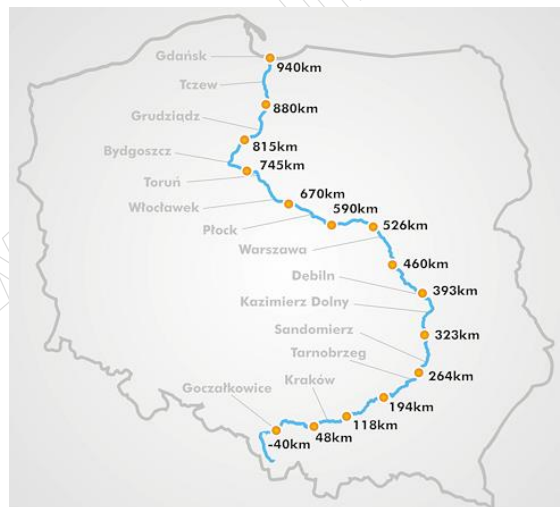 Gdańsk
940km
Tczew
880km
Grudziądz
815km
Bydgoszcz
745km
Toruń
670km
Włocławek
590km
Płock
526km
Warszawa
460km
Debiln
393km
Kazimierz Dolny
323km
Sandomierz
Tarnobrzeg
264km
Kraków
Goczałkowice
194km
118km
48km
-40km